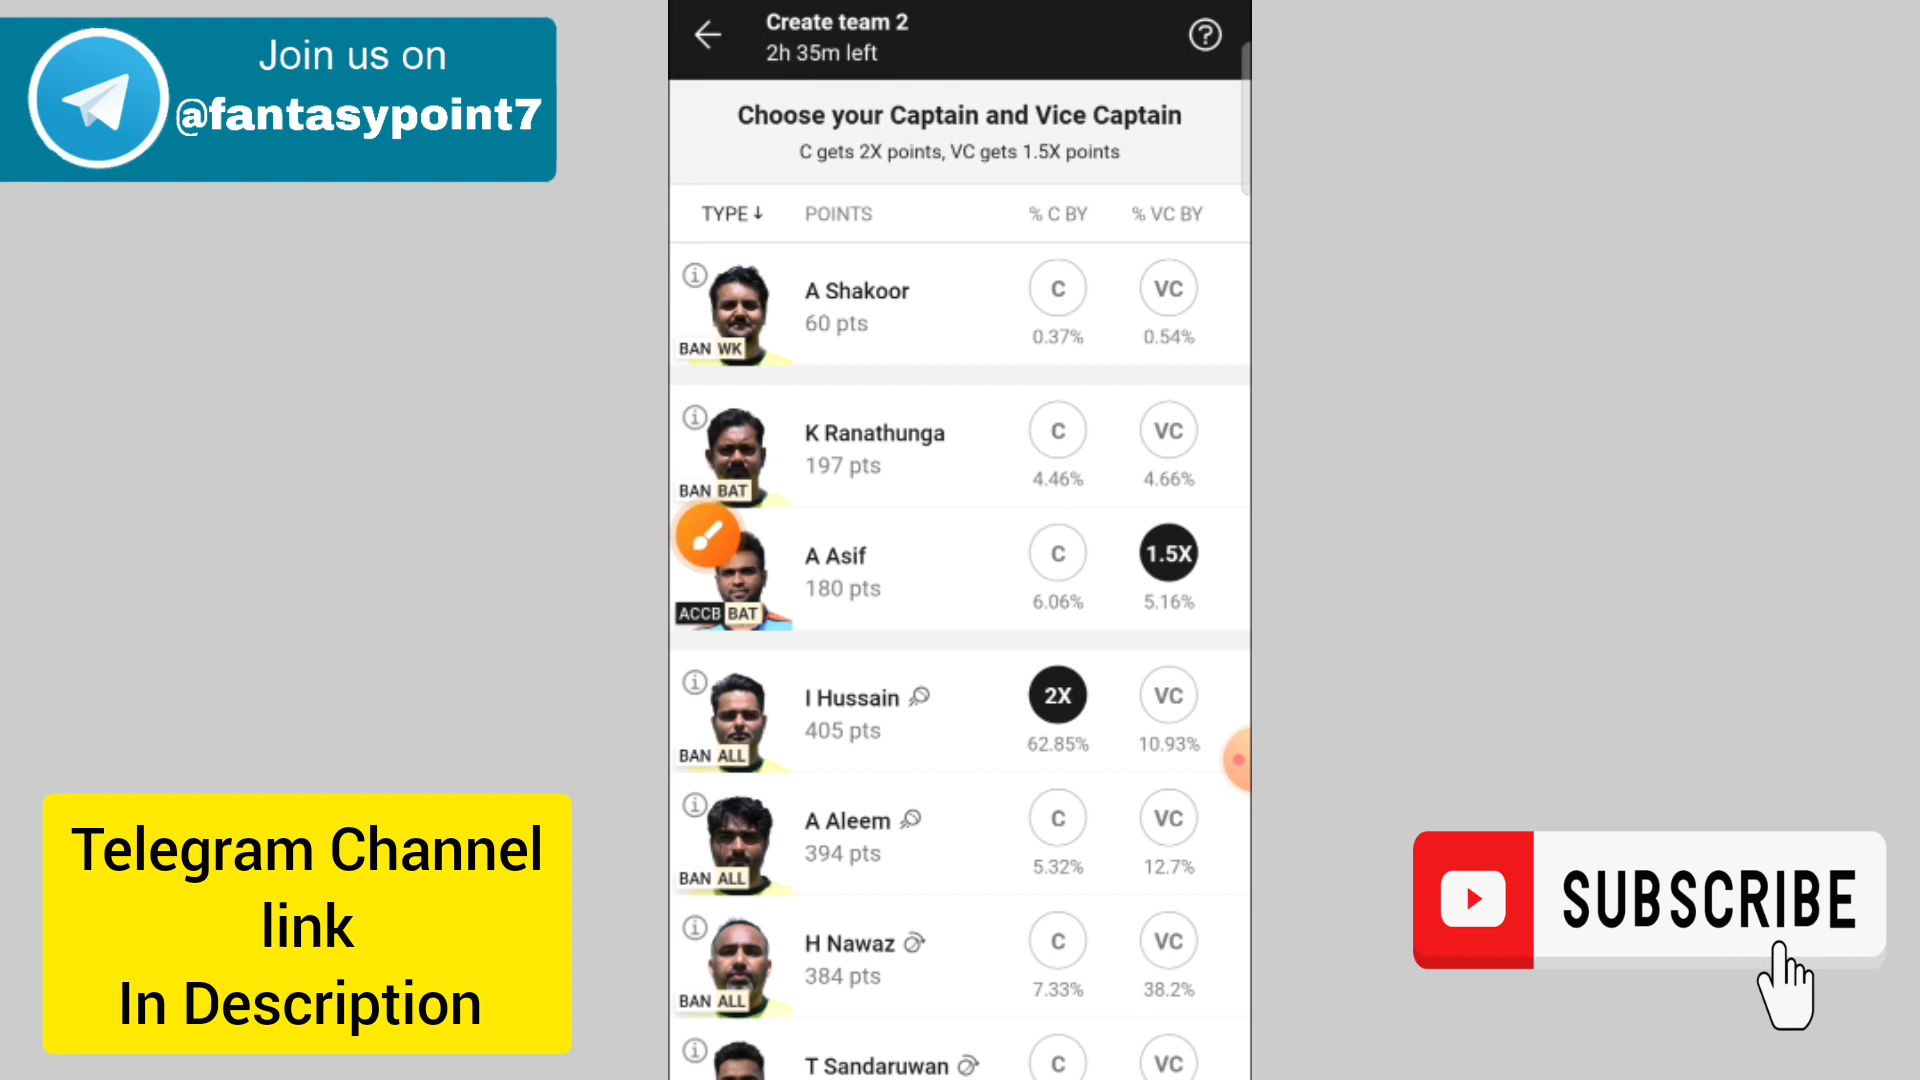 Join us on
@fantasypoint7
Create team 2
2h 35m left
Choose your Captain and Vice Captain
C gets 2X points, VC gets 1.5X points
TYPE POINTS % C BY % VC BY
A Shakoor C VC
60 pts 0.37% 0.54%
BAN WK
K Ranathunga C VC
197 pts 4.46% 4.66%
BAN BAT
A Asif C 1.5X
180 pts 6.06% 5.16%
ACCB BAT
I Hussain 2X VC
405 pts 62.85% 10.93%
BAN ALL
A Aleem C VC
394 pts 5.32% 12.7%
BAN ALL
H Nawaz C VC
384 pts 7.33% 38.2%
BAN ALL
T Sandaruwan C VC
Telegram Channel
link
In Description
SUBSCRIBE